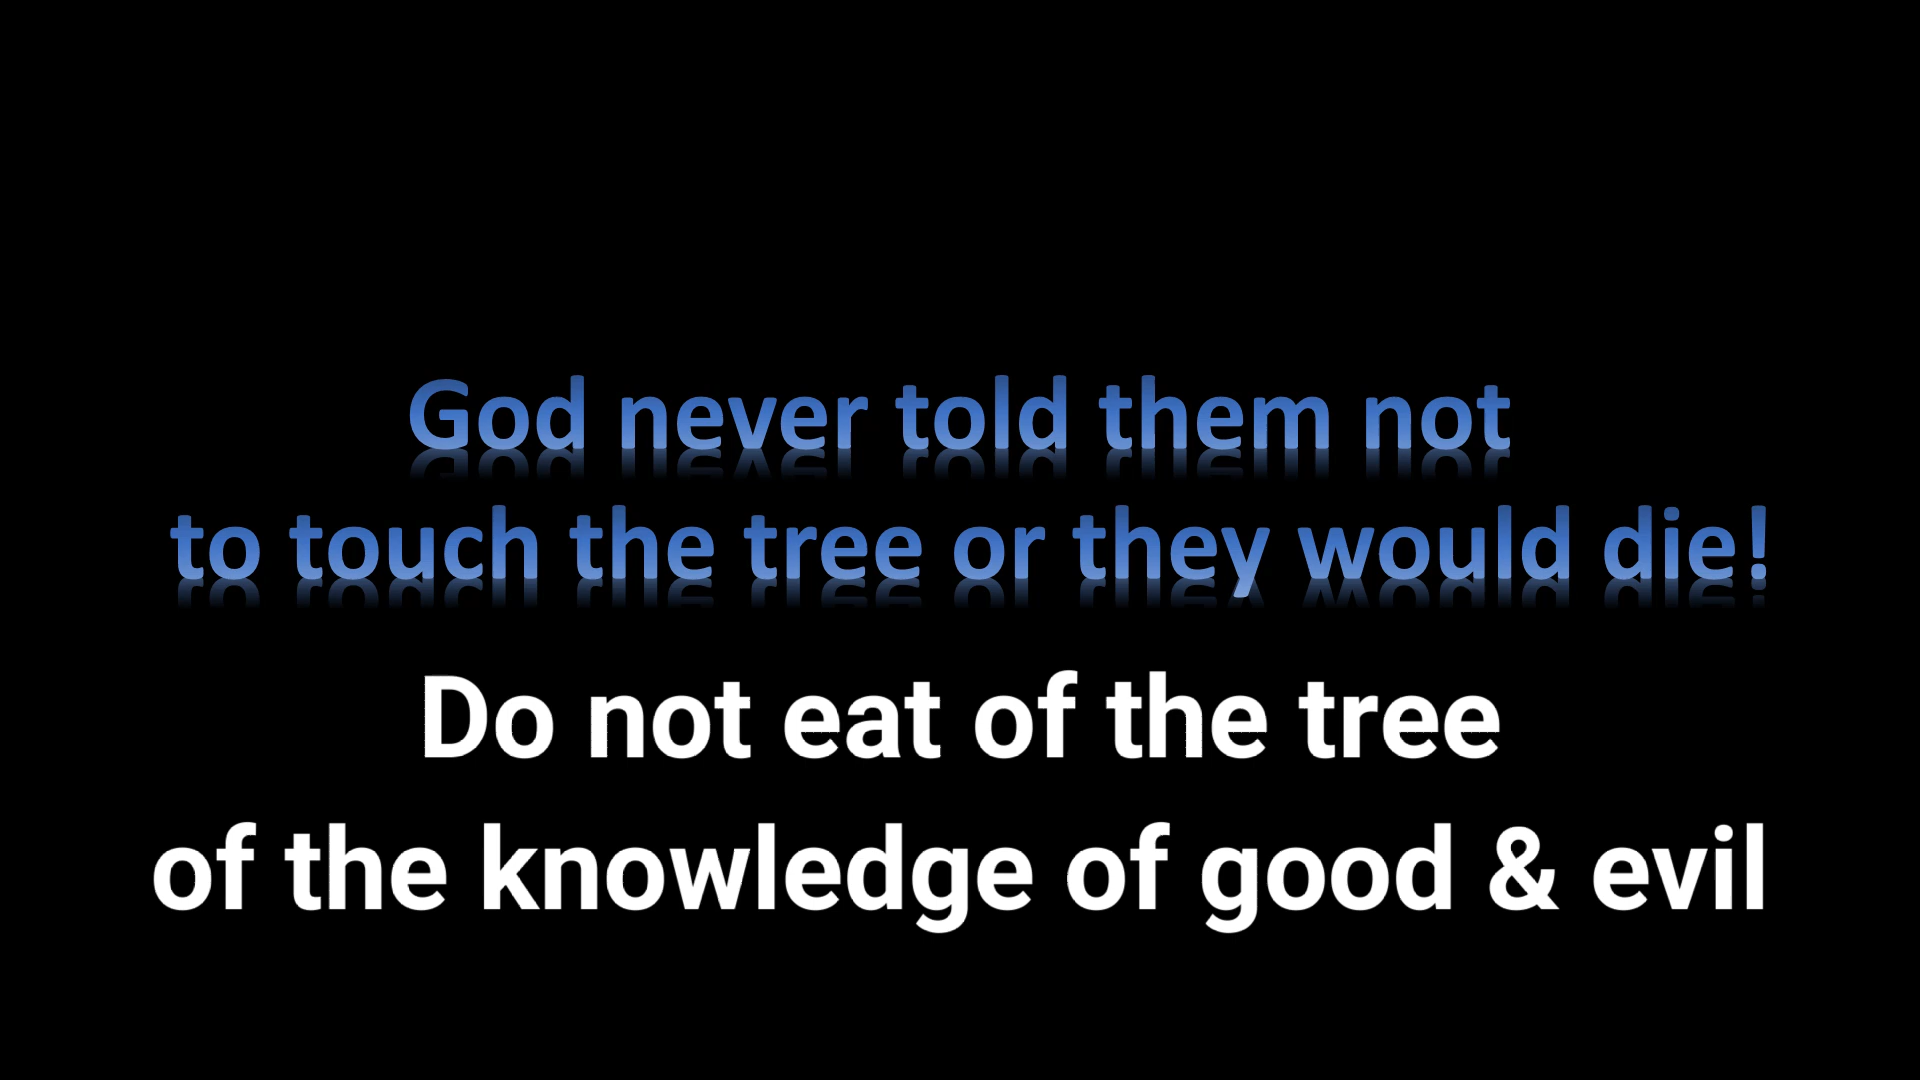 God never told them not
to touch the tree or they would die!
Do not eat of the tree
of the knowledge of good & evil